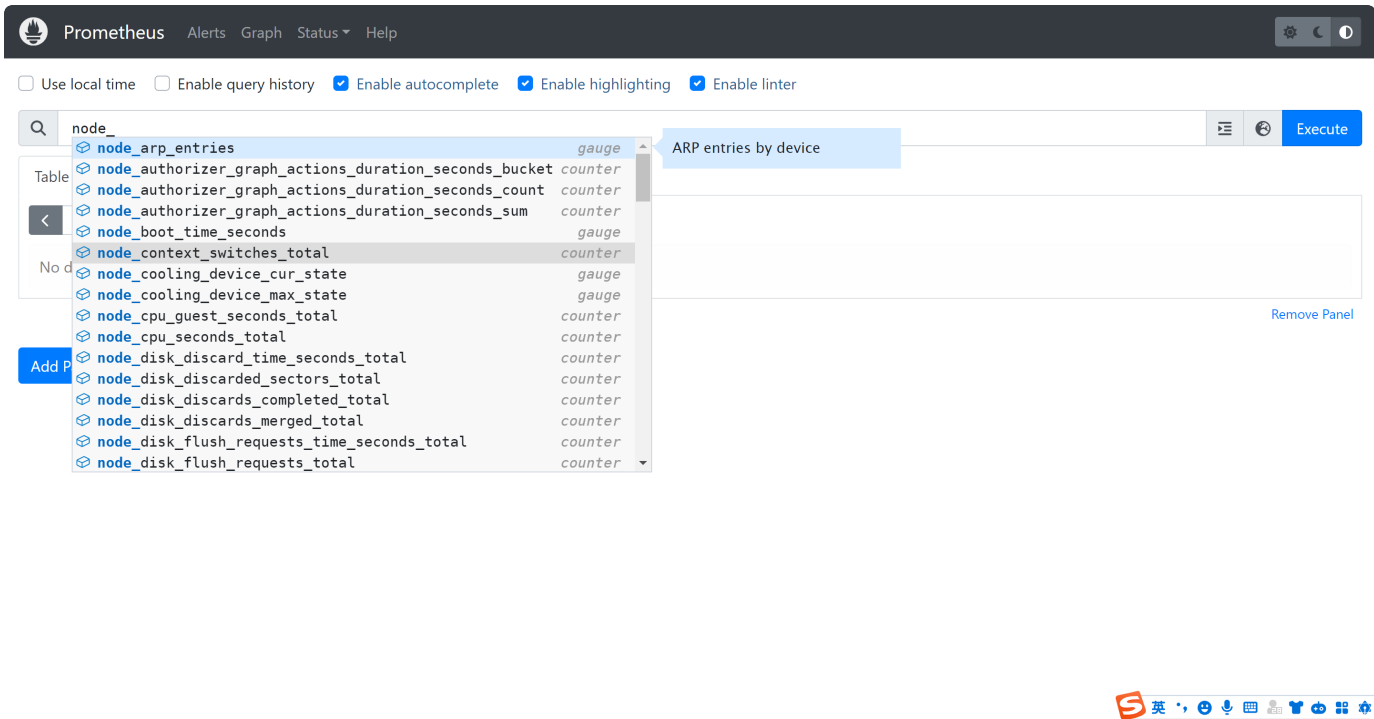 Prometheus Alerts Graph Status Help
Use local time Enable query history Enable autocomplete Enable highlighting Enable linter
node_ Execute
node_arp_entries gauge ARP entries by device
Table node_authorizer_graph_actions_duration_seconds_bucket counter
node_authorizer_graph_actions_duration_seconds_count counter
node_authorizer_graph_actions_duration_seconds_sum counter
node_boot_time_seconds gauge
node_context_switches_total counter
No d node_cooling_device_cur_state gauge
node_cooling_device_max_state gauge
node_cpu_guest_seconds_total counter Remove Panel
node_cpu_seconds_total counter
node_disk_discard_time_seconds_total counter
Add P node_disk_discarded_sectors_total counter
node_disk_discards_completed_total counter
node_disk_discards_merged_total counter
node_disk_flush_requests_time_seconds_total counter
node_disk_flush_requests_total counter
S 英